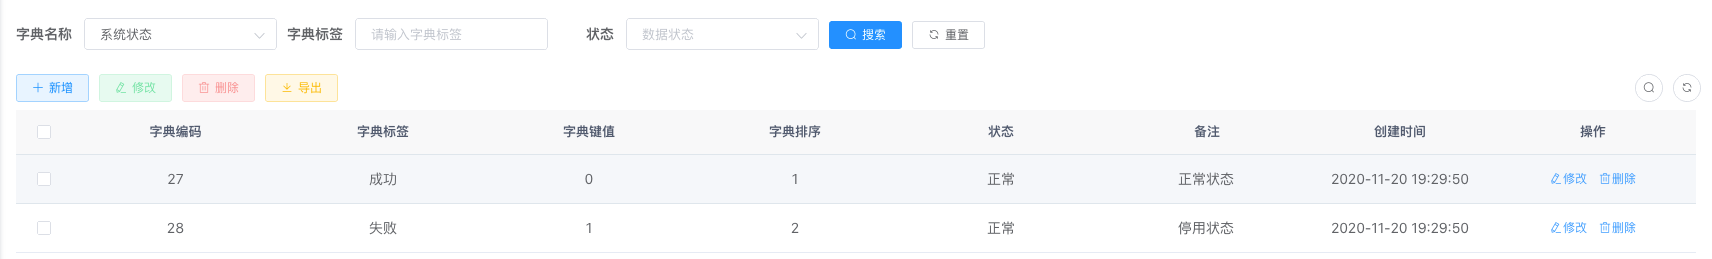 字典名称 系统状态 字典标签 请输入字典标签 状态 数据状态 搜索 重置
新增 修改 删除 导出
字典编码 字典标签 字典键值 字典排序 状态 备注 创建时间 操作
27 成功 0 1 正常 正常状态 2020-11-20 19:29:50 修改 删除
28 失败 1 2 正常 停用状态 2020-11-20 19:29:50 修改 删除